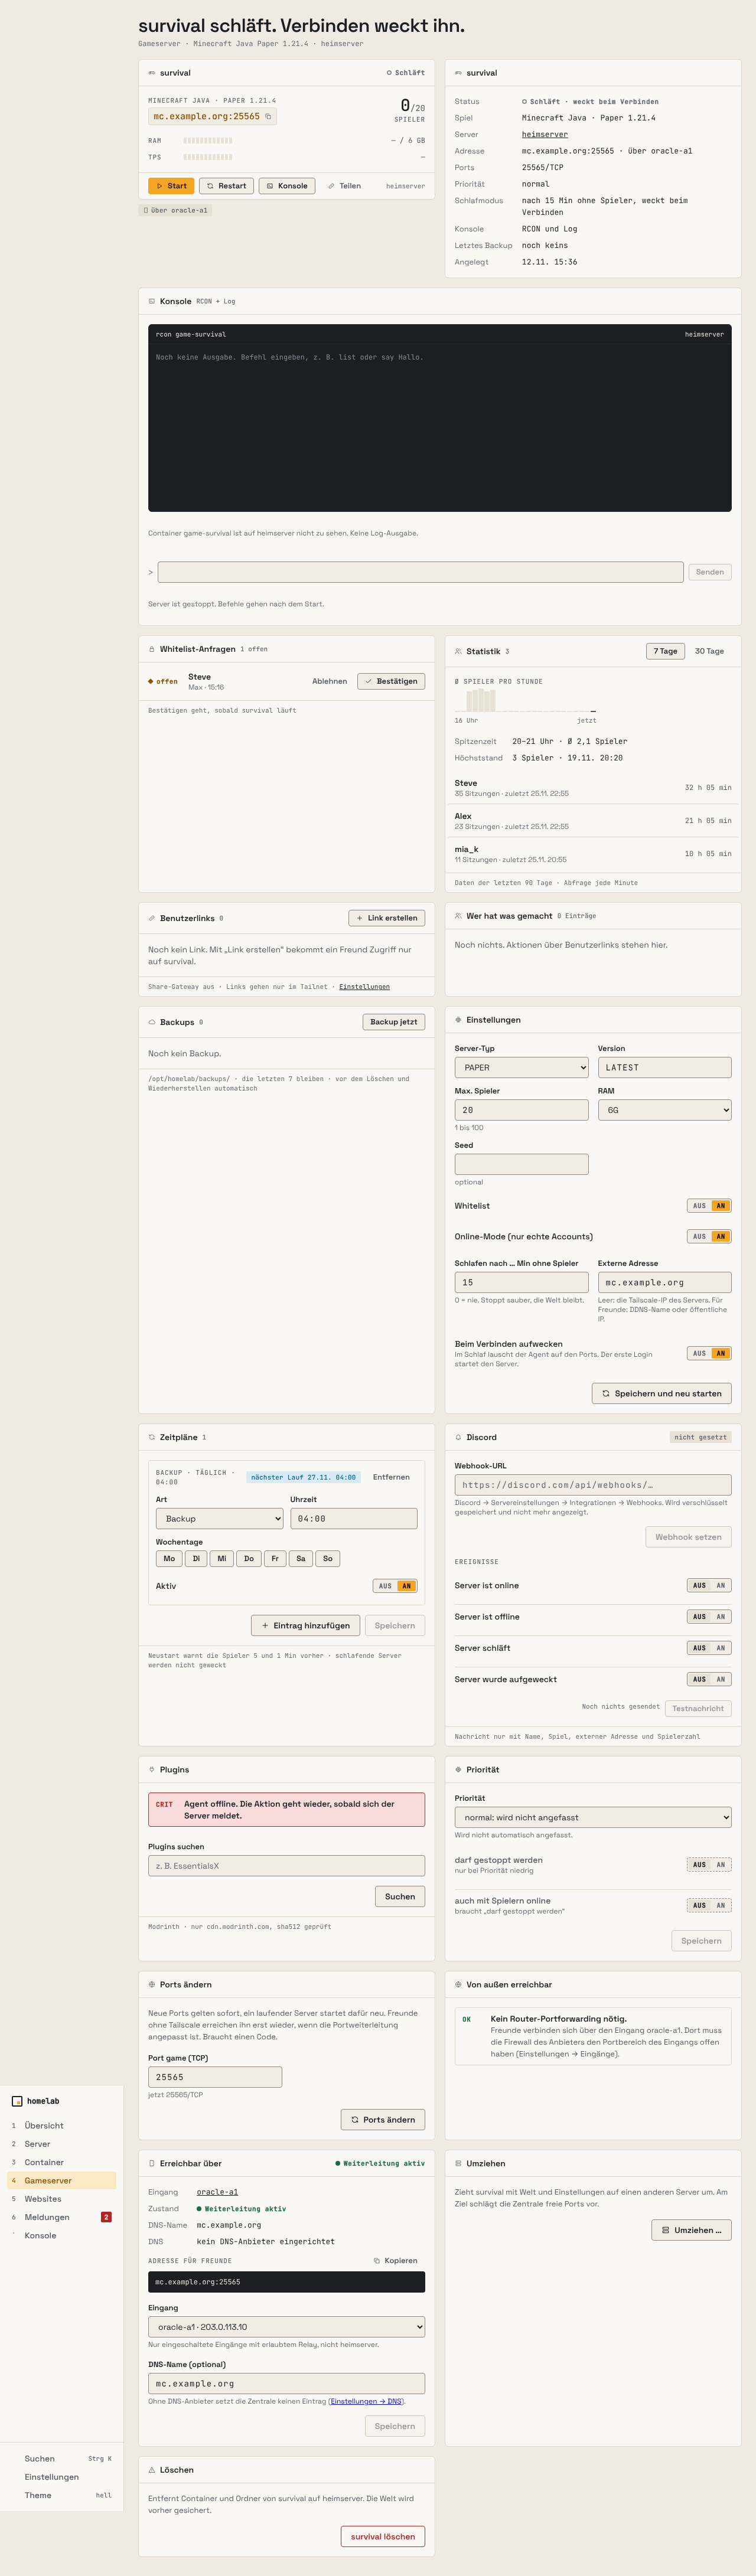 survival schläft. Verbinden weckt ihn.
Gameserver · Minecraft Java Paper 1.21.4 · heimserver
survival
Schläft
MINECRAFT JAVA · PAPER 1.21.4
mc.example.org:25565
0/20
SPIELER
RAM
— / 6 GB
TPS
—
Start
Restart
Konsole
Teilen
heimserver
über oracle-a1
survival
Status
Schläft · weckt beim Verbinden
Spiel
Minecraft Java · Paper 1.21.4
Server
heimserver
Adresse
mc.example.org:25565 · über oracle-a1
Ports
25565/TCP
Priorität
normal
Schlafmodus
nach 15 Min ohne Spieler, weckt beim
Verbinden
Konsole
RCON und Log
Letztes Backup
noch keins
Angelegt
12.11. 15:36
Konsole RCON + Log
rcon game-survival
heimserver
Noch keine Ausgabe. Befehl eingeben, z. B. list oder say Hallo.
Container game-survival ist auf heimserver nicht zu sehen. Keine Log-Ausgabe.
>
Senden
Server ist gestoppt. Befehle gehen nach dem Start.
Whitelist-Anfragen 1 offen
offen
Steve
Max · 15:16
Ablehnen
Bestätigen
Bestätigen geht, sobald survival läuft
Statistik 3
7 Tage
30 Tage
Ø SPIELER PRO STUNDE
16 Uhr
jetzt
Spitzenzeit
20–21 Uhr · Ø 2,1 Spieler
Höchststand
3 Spieler · 19.11. 20:20
Steve
35 Sitzungen · zuletzt 25.11. 22:55
32 h 05 min
Alex
23 Sitzungen · zuletzt 25.11. 22:55
21 h 05 min
mia_k
11 Sitzungen · zuletzt 25.11. 20:55
10 h 05 min
Daten der letzten 90 Tage · Abfrage jede Minute
Benutzerlinks 0
Link erstellen
Noch kein Link. Mit „Link erstellen“ bekommt ein Freund Zugriff nur
auf survival.
Share-Gateway aus · Links gehen nur im Tailnet · Einstellungen
Wer hat was gemacht 0 Einträge
Noch nichts. Aktionen über Benutzerlinks stehen hier.
Backups 0
Backup jetzt
Noch kein Backup.
/opt/homelab/backups/ · die letzten 7 bleiben · vor dem Löschen und
Wiederherstellen automatisch
Einstellungen
Server-Typ
Version
PAPER
LATEST
Max. Spieler
RAM
20
6G
1 bis 100
Seed
optional
Whitelist
AUS AN
Online-Mode (nur echte Accounts)
AUS AN
Schlafen nach … Min ohne Spieler
Externe Adresse
15
mc.example.org
0 = nie. Stoppt sauber, die Welt bleibt.
Leer: die Tailscale-IP des Servers. Für
Freunde: DDNS-Name oder öffentliche
IP.
Beim Verbinden aufwecken
Im Schlaf lauscht der Agent auf den Ports. Der erste Login
startet den Server.
AUS AN
Speichern und neu starten
Zeitpläne 1
BACKUP · TÄGLICH ·
04:00
nächster Lauf 27.11. 04:00
Entfernen
Art
Uhrzeit
Backup
04:00
Wochentage
Mo Di Mi Do Fr Sa So
Aktiv
AUS AN
Eintrag hinzufügen
Speichern
Neustart warnt die Spieler 5 und 1 Min vorher · schlafende Server
werden nicht geweckt
Discord
nicht gesetzt
Webhook-URL
https://discord.com/api/webhooks/…
Discord → Servereinstellungen → Integrationen → Webhooks. Wird verschlüsselt
gespeichert und nicht mehr angezeigt.
Webhook setzen
EREIGNISSE
Server ist online
AUS AN
Server ist offline
AUS AN
Server schläft
AUS AN
Server wurde aufgeweckt
AUS AN
Noch nichts gesendet
Testnachricht
Nachricht nur mit Name, Spiel, externer Adresse und Spielerzahl
Plugins
CRIT
Agent offline. Die Aktion geht wieder, sobald sich der
Server meldet.
Plugins suchen
z. B. EssentialsX
Suchen
Modrinth · nur cdn.modrinth.com, sha512 geprüft
Priorität
Priorität
normal: wird nicht angefasst
Wird nicht automatisch angefasst.
darf gestoppt werden
nur bei Priorität niedrig
AUS AN
auch mit Spielern online
braucht „darf gestoppt werden“
AUS AN
Speichern
Ports ändern
Neue Ports gelten sofort, ein laufender Server startet dafür neu. Freunde
ohne Tailscale erreichen ihn erst wieder, wenn die Portweiterleitung
angepasst ist. Braucht einen Code.
Port game (TCP)
25565
jetzt 25565/TCP
Ports ändern
Von außen erreichbar
OK
Kein Router-Portforwarding nötig.
Freunde verbinden sich über den Eingang oracle-a1. Dort muss
die Firewall des Anbieters den Portbereich des Eingangs offen
haben (Einstellungen → Eingänge).
homelab
1 Übersicht
2 Server
3 Container
4 Gameserver
5 Websites
6 Meldungen 2
` Konsole
Suchen Strg K
Einstellungen
Theme hell
Erreichbar über
Weiterleitung aktiv
Eingang
oracle-a1
Zustand
Weiterleitung aktiv
DNS-Name
mc.example.org
DNS
kein DNS-Anbieter eingerichtet
ADRESSE FÜR FREUNDE
Kopieren
mc.example.org:25565
Eingang
oracle-a1 · 203.0.113.10
Nur eingeschaltete Eingänge mit erlaubtem Relay, nicht heimserver.
DNS-Name (optional)
mc.example.org
Ohne DNS-Anbieter setzt die Zentrale keinen Eintrag (Einstellungen → DNS).
Speichern
Umziehen
Zieht survival mit Welt und Einstellungen auf einen anderen Server um. Am
Ziel schlägt die Zentrale freie Ports vor.
Umziehen …
Löschen
Entfernt Container und Ordner von survival auf heimserver. Die Welt wird
vorher gesichert.
survival löschen